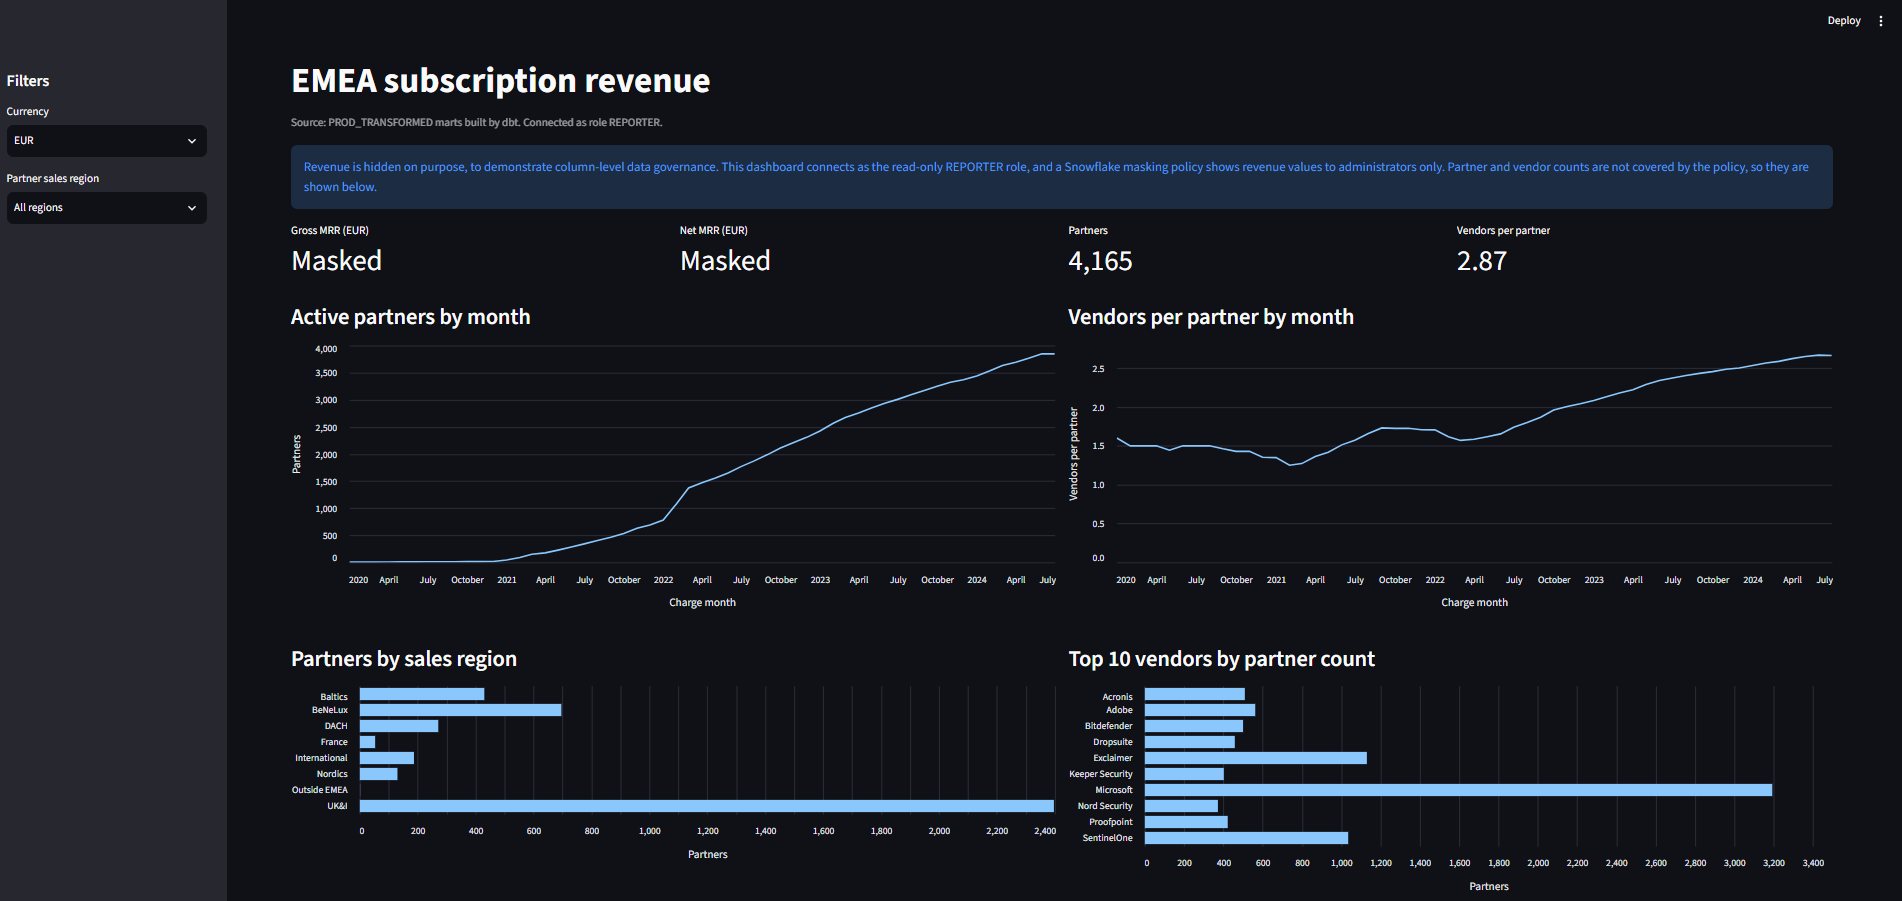 Deploy
Filters
Currency
EUR
Partner sales region
All regions
EMEA subscription revenue
Source: PROD_TRANSFORMED marts built by dbt. Connected as role REPORTER.
Revenue is hidden on purpose, to demonstrate column-level data governance. This dashboard connects as the read-only REPORTER role, and a Snowflake masking policy shows revenue values to administrators only. Partner and vendor counts are not covered by the policy, so they are
shown below.
Gross MRR (EUR)
Masked
Net MRR (EUR)
Masked
Partners
4,165
Vendors per partner
2.87
Active partners by month
4,000
3,500
3,000
2,500
2,000
1,500
1,000
500
0
Partners
2020 April July October 2021 April July October 2022 April July October 2023 April July October 2024 April July
Charge month
Vendors per partner by month
2.5
2.0
1.5
1.0
0.5
0.0
Vendors per partner
2020 April July October 2021 April July October 2022 April July October 2023 April July October 2024 April July
Charge month
Partners by sales region
Baltics
BeNeLux
DACH
France
International
Nordics
Outside EMEA
UK&I
0 200 400 600 800 1,000 1,200 1,400 1,600 1,800 2,000 2,200 2,400
Partners
Top 10 vendors by partner count
Acronis
Adobe
Bitdefender
Dropsuite
Exclaimer
Keeper Security
Microsoft
Nord Security
Proofpoint
SentinelOne
0 200 400 600 800 1,000 1,200 1,400 1,600 1,800 2,000 2,200 2,400 2,600 2,800 3,000 3,200 3,400
Partners